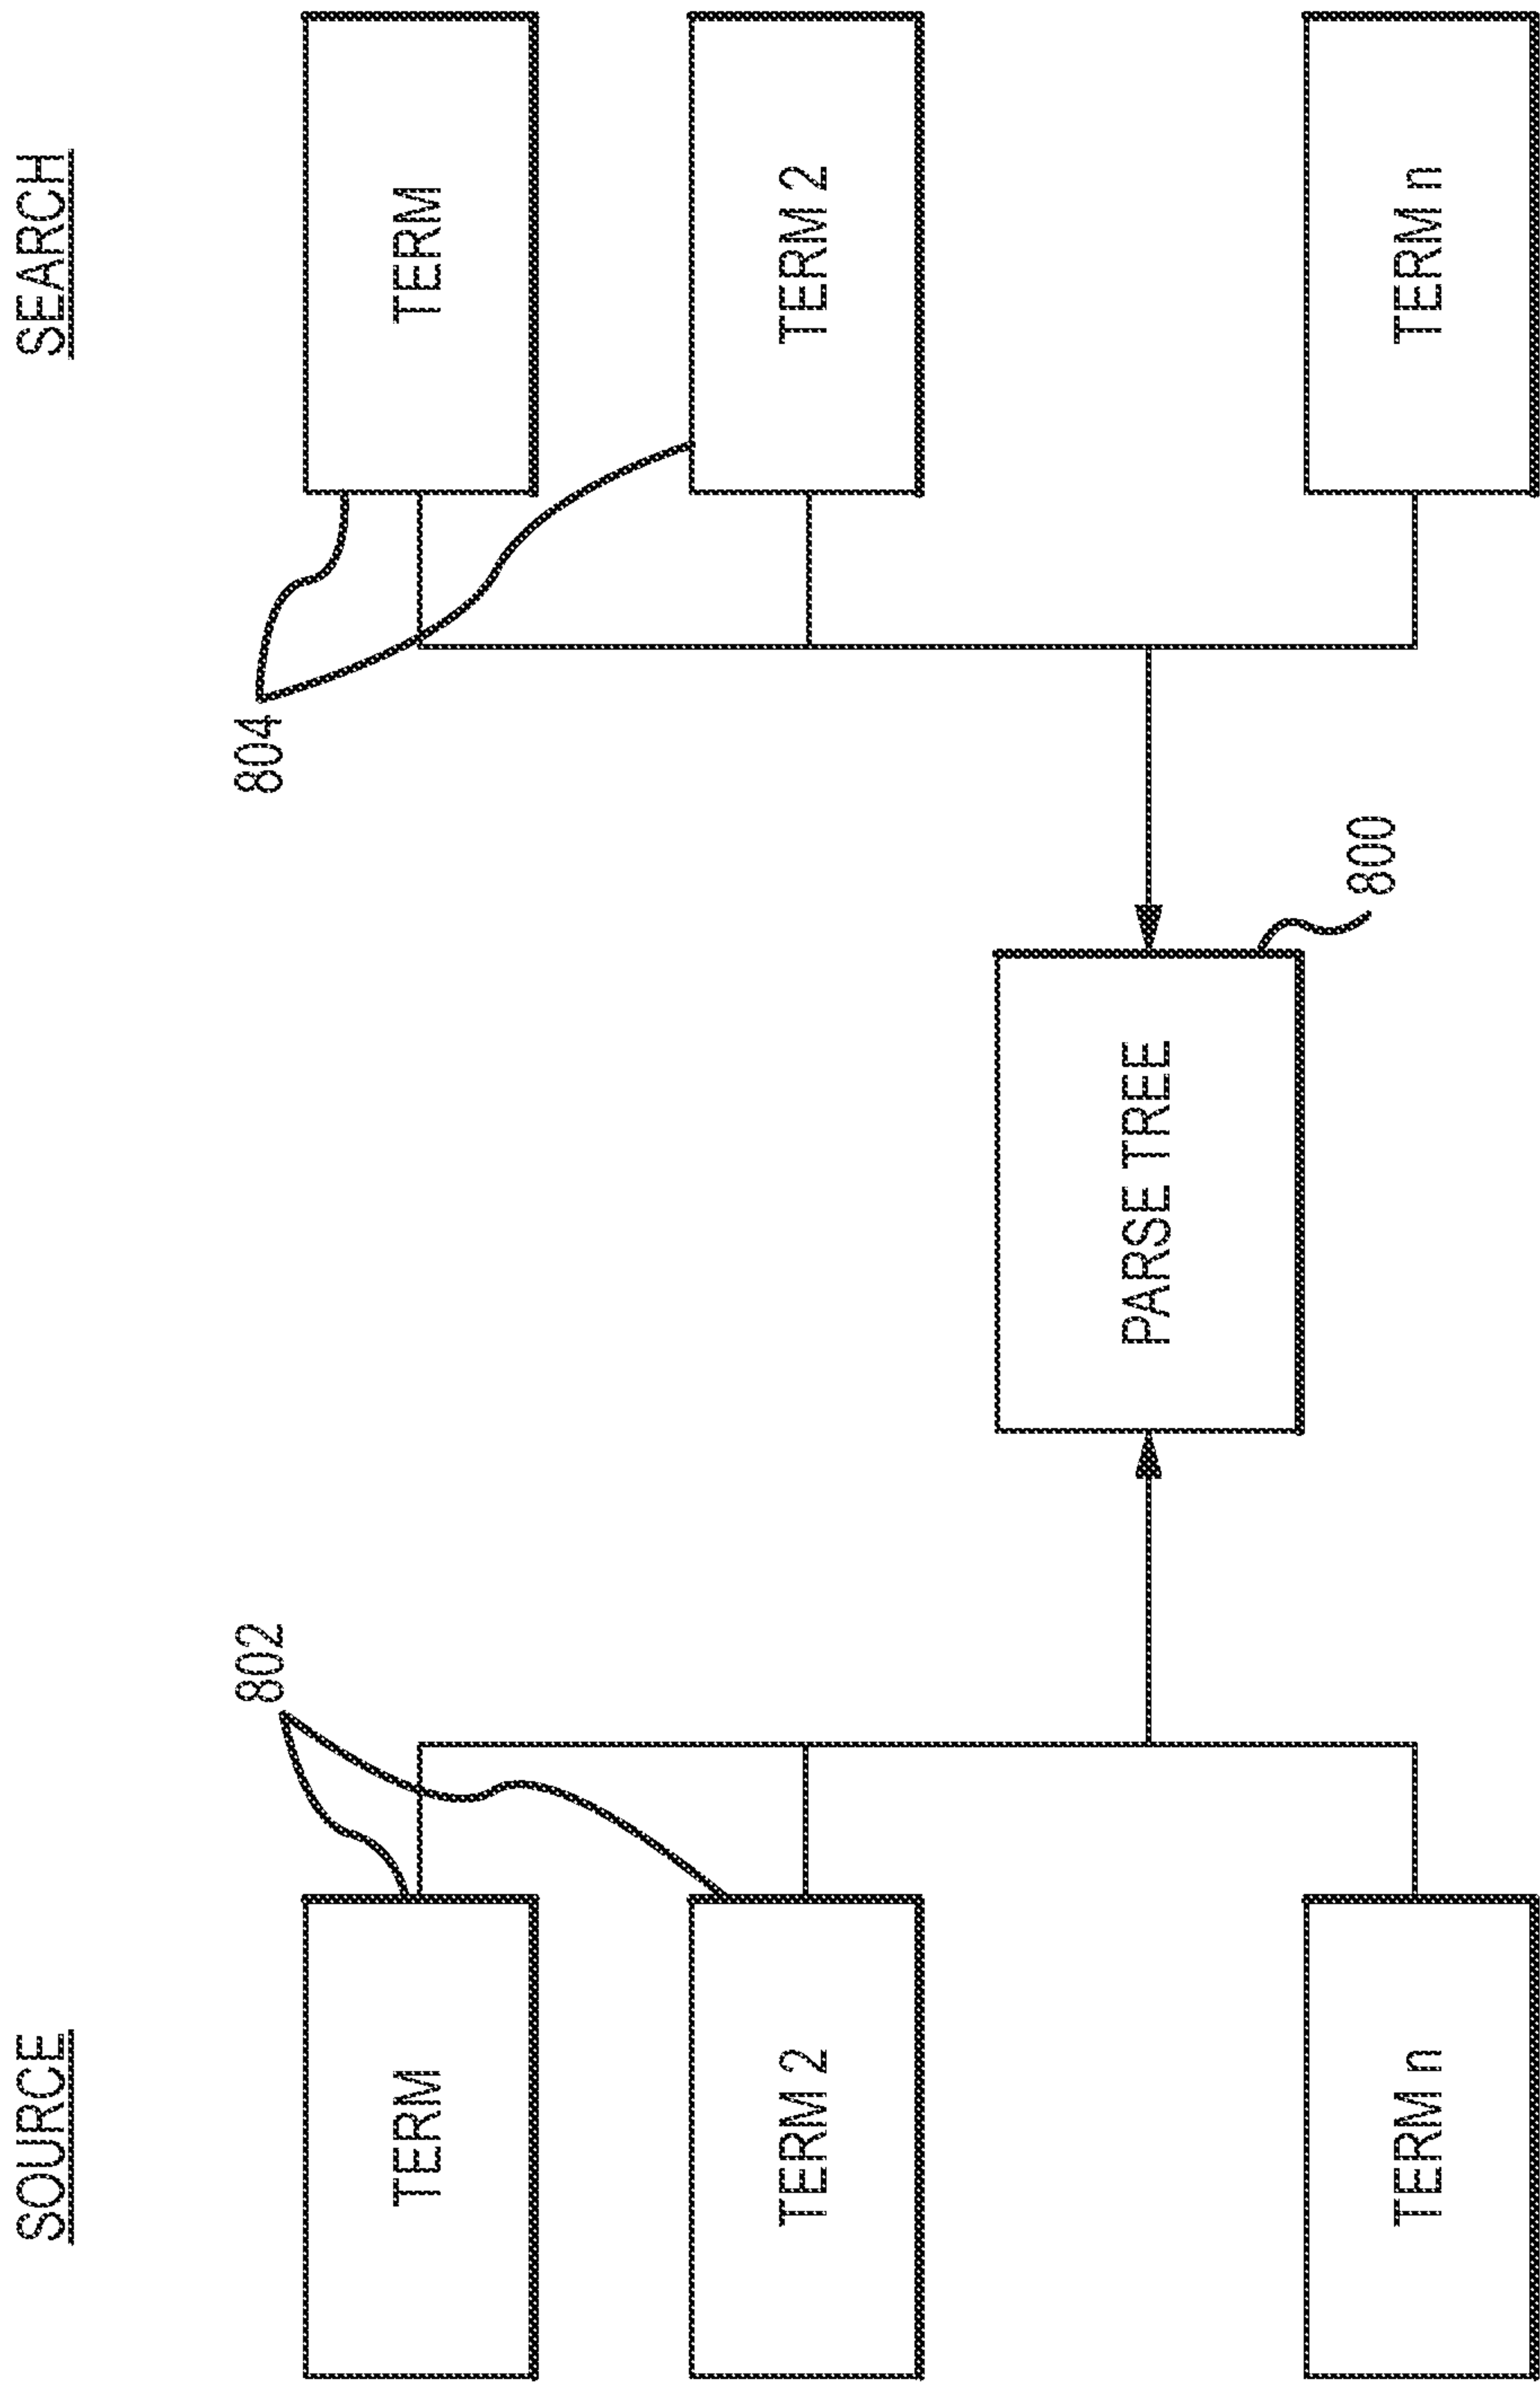 SOURCE
SEARCH
802
804
TERM
TERM
TERM 2
TERM 2
PARSE TREE
800
TERM n
TERM n